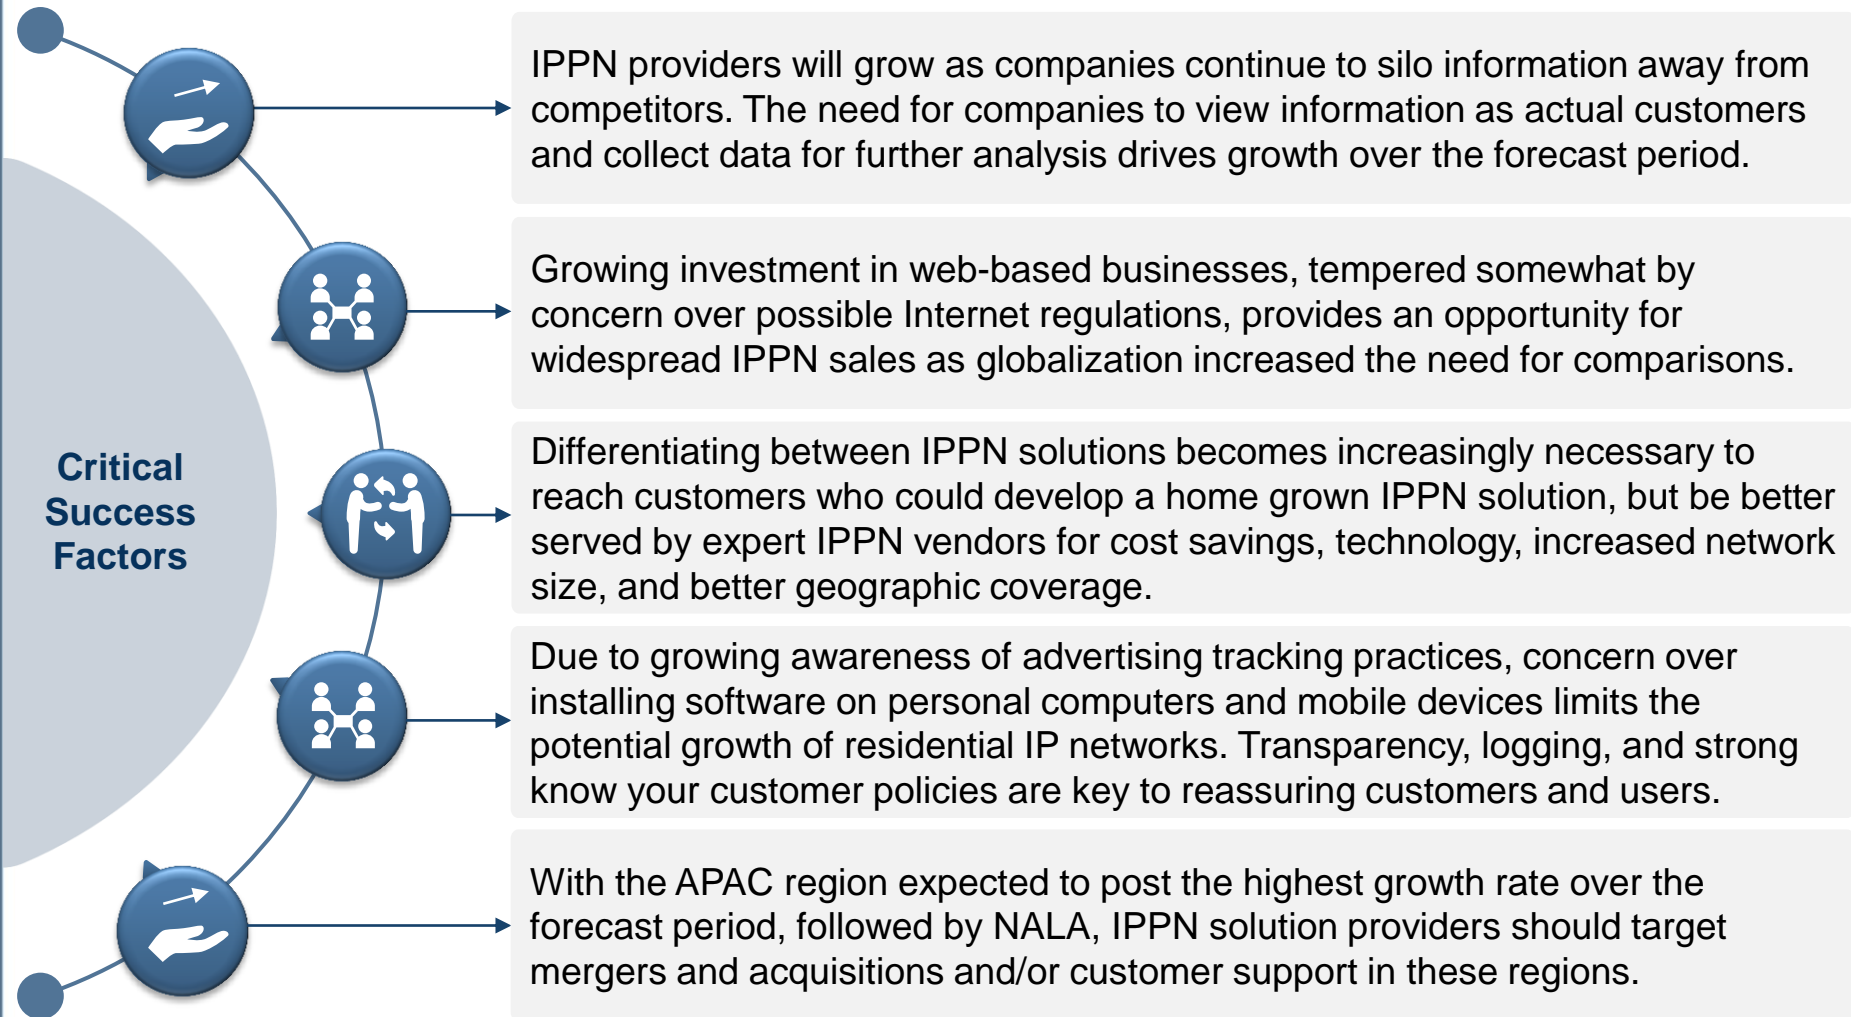 Critical
Success
Factors
IPPN providers will grow as companies continue to silo information away from
competitors. The need for companies to view information as actual customers
and collect data for further analysis drives growth over the forecast period.
Growing investment in web-based businesses, tempered somewhat by
concern over possible Internet regulations, provides an opportunity for
widespread IPPN sales as globalization increased the need for comparisons.
Differentiating between IPPN solutions becomes increasingly necessary to
reach customers who could develop a home grown IPPN solution, but be better
served by expert IPPN vendors for cost savings, technology, increased network
size, and better geographic coverage.
Due to growing awareness of advertising tracking practices, concern over
installing software on personal computers and mobile devices limits the
potential growth of residential IP networks. Transparency, logging, and strong
know your customer policies are key to reassuring customers and users.
With the APAC region expected to post the highest growth rate over the
forecast period, followed by NALA, IPPN solution providers should target
mergers and acquisitions and/or customer support in these regions.